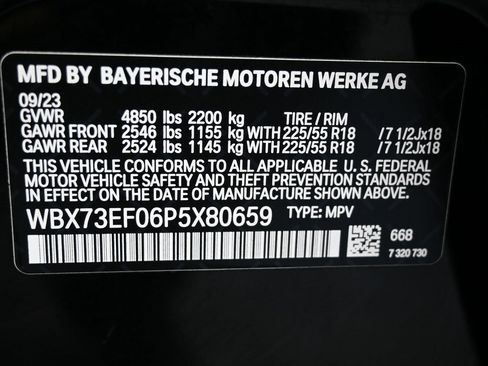 MFD BY BAYERISCHE MOTOREN WERKE AG
09/23
GVWR 4850 lbs 2200 kg TIRE / RIM
GAWR FRONT 2546 lbs 1155 kg WITH 225/55 R18 /7 1/2Jx18
GAWR REAR 2524 lbs 1145 kg WITH 225/55 R18 /7 1/2Jx18
THIS VEHICLE CONFORMS TO ALL APPLICABLE U. S. FEDERAL
MOTOR VEHICLE SAFETY AND THEFT PREVENTION STANDARDS
IN EFFECT ON THE DATE OF MANUFACTURE SHOWN ABOVE.
WBX73EF06P5X80659 TYPE: MPV
668
7 320 730